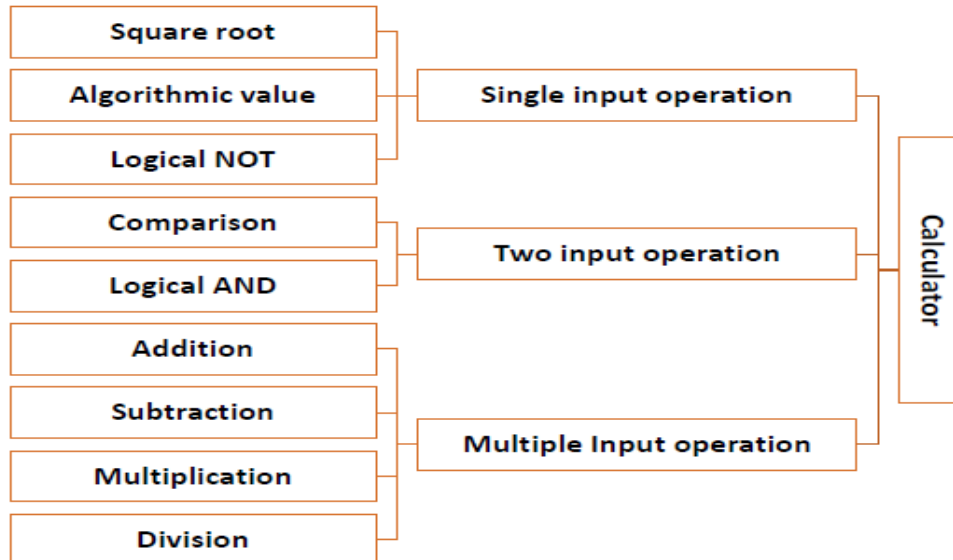 Square root
Algorithmic value
Logical NOT
Comparison
Logical AND
Addition
Subtraction
Multiplication
Division
Single input operation
Two input operation
Multiple Input operation
Calculator